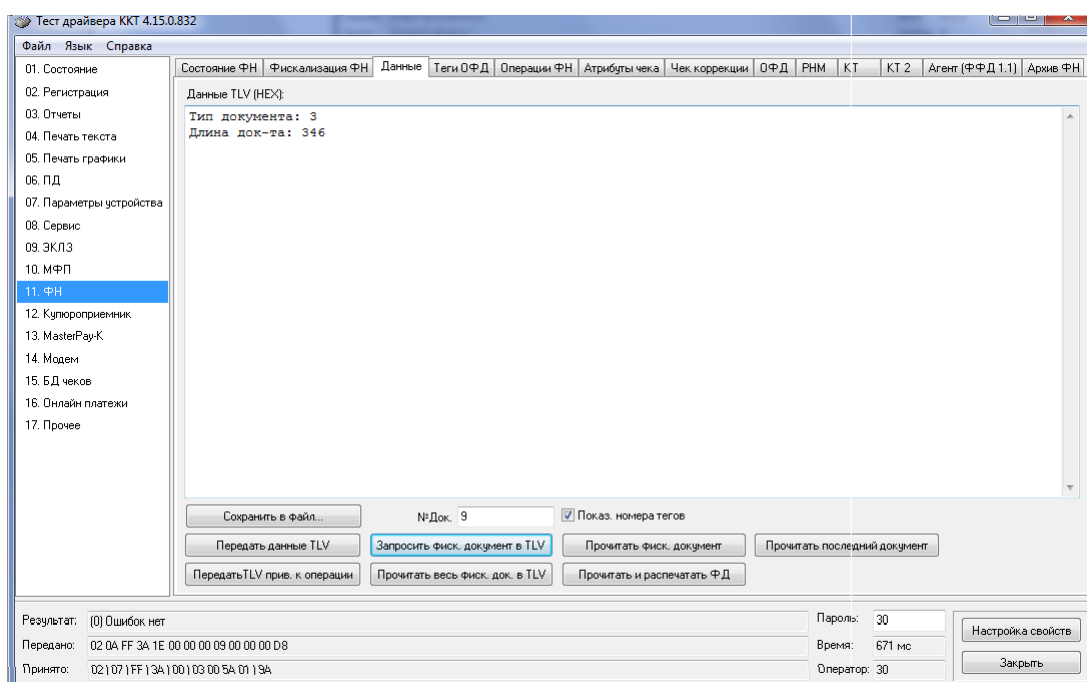 Тест драйвера ККТ 4.15.0.832
Файл Язык Справка
01. Состояние
02. Регистрация
03. Отчеты
04. Печать текста
05. Печать графики
06. ПД
07. Параметры устройства
08. Сервис
09. ЭКЛЗ
10. МФП
11. ФН
12. Купюроприемник
13. MasterPay-K
14. Модем
15. БД чеков
16. Онлайн платежи
17. Прочее
Состояние ФН Фискализация ФН Данные Теги ОФД Операции ФН Атрибуты чека Чек коррекции ОФД РНМ КТ КТ 2 Агент (ФФД 1.1) Архив ФН
Данные TLV (HEX):
Тип документа: 3
Длина док-та: 346
Сохранить в файл... №Док. 9 Показ. номера тегов
Передать данные TLV Запросить фиск. документ в TLV Прочитать фиск. документ Прочитать последний документ
ПередатьTLV прив. к операции Прочитать весь фиск. док. в TLV Прочитать и распечатать ФД
Результат: (0) Ошибок нет
Передано: 02 0A FF 3A 1E 00 00 00 09 00 00 00 D8
Принято: 02 | 07 | FF | 3A | 00 | 03 00 5A 01 | 9A
Пароль: 30
Время: 671 мс
Оператор: 30
Настройка свойств
Закрыть